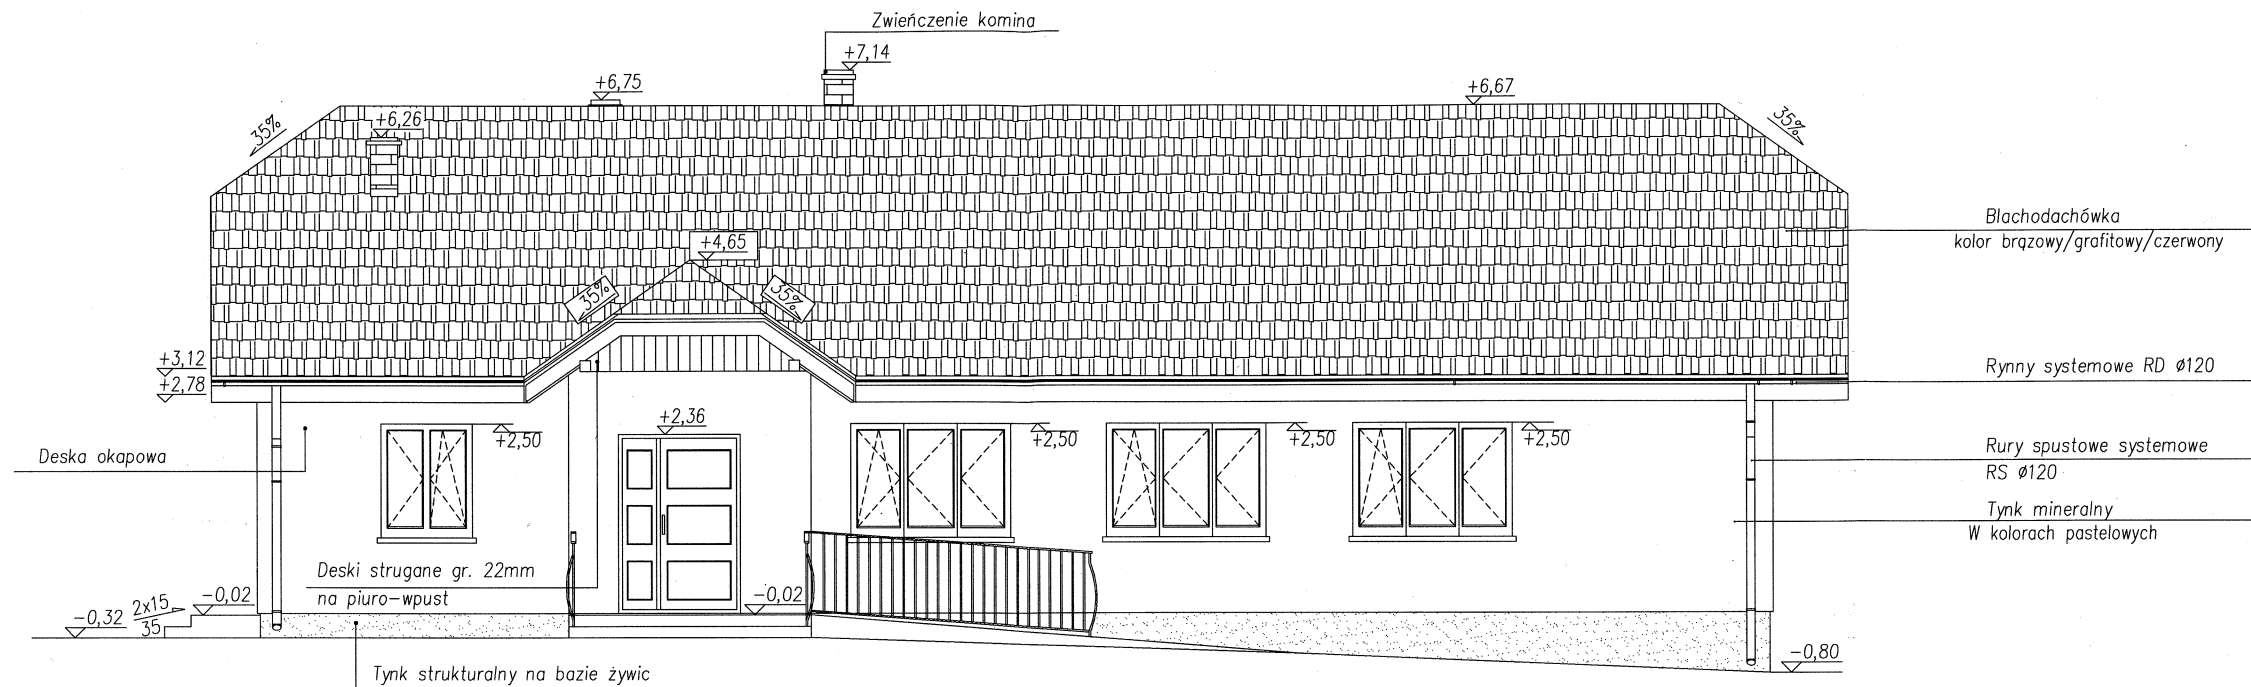 Zwieńczenie komina
+7,14
+6,75
+6,67
35%
+6,26
35%
Blachodachówka
kolor brązowy/grafitowy/czerwony
+4,65
35%
35%
+3,12
+2,78
Rynny systemowe RD ø120
+2,36
+2,50
+2,50
+2,50
+2,50
Deska okapowa
Rury spustowe systemowe
RS ø120
Tynk mineralny
W kolorach pastelowych
Deski strugane gr. 22mm
na piuro-wpust
-0,32
2x15
35
-0,02
-0,02
-0,80
Tynk strukturalny na bazie żywic